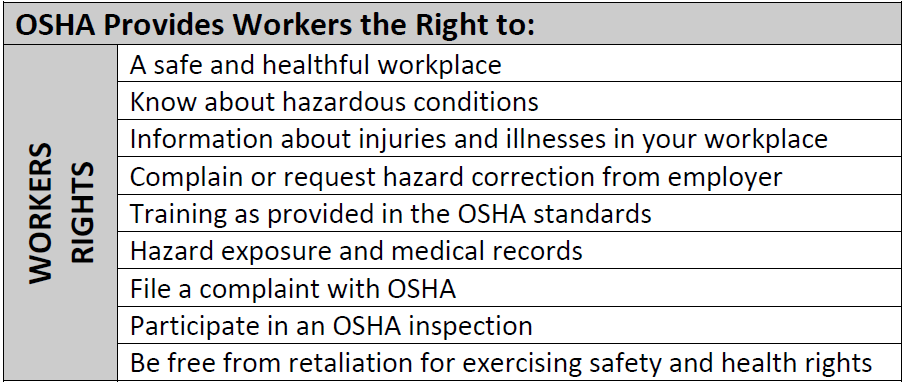 OSHA Provides Workers the Right to:
WORKERS
RIGHTS
A safe and healthful workplace
Know about hazardous conditions
Information about injuries and illnesses in your workplace
Complain or request hazard correction from employer
Training as provided in the OSHA standards
Hazard exposure and medical records
File a complaint with OSHA
Participate in an OSHA inspection
Be free from retaliation for exercising safety and health rights